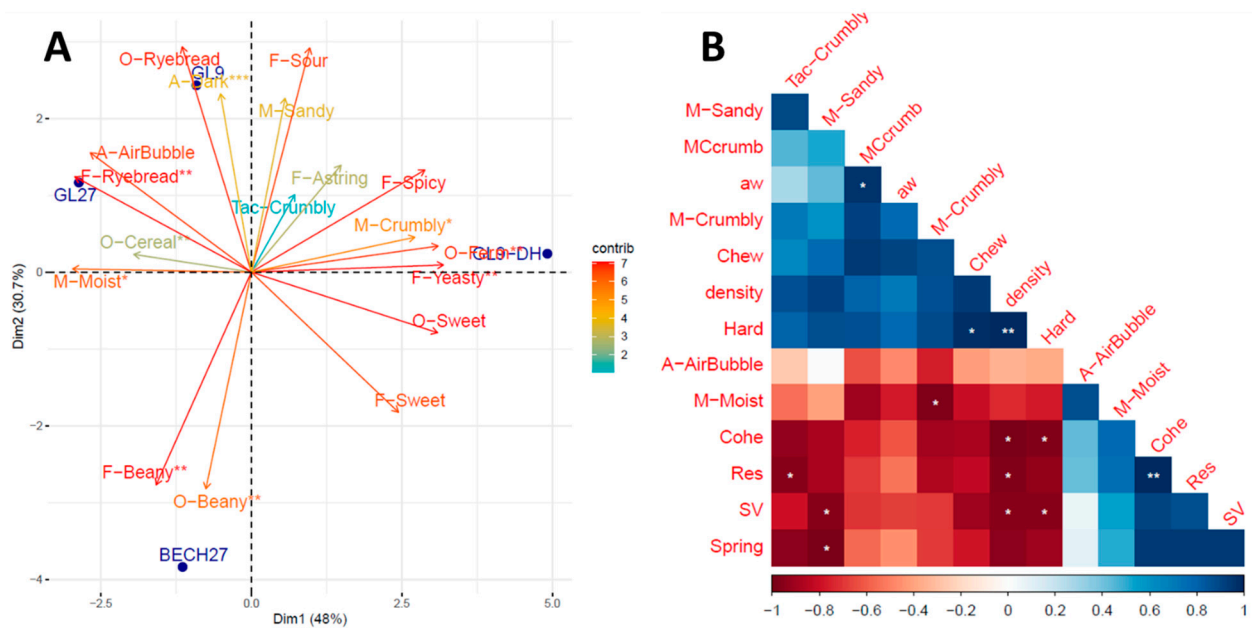 A
O-Ryebread
GL9
A-Dark***
F-Sour
M-Sandy
A-AirBubble
F-Ryebread**
GL27
F-Astring
F-Spicy
Tac-Crumbly
M-Crumbly*
O-Cereal**
O-Ferm**
GL9-DH
M-Moist*
F-Yeasty**
O-Sweet
F-Sweet
F-Beany**
O-Beany**
BECH27
2
0
−2
−4
Dim2 (30.7%)
−2.5
0.0
2.5
5.0
Dim1 (48%)
contrib
7
6
5
4
3
2
B
Tac-Crumbly
M-Sandy
MCcrumb
aw
M-Crumbly
Chew
density
Hard
A-AirBubble
M-Moist
Cohe
Res
SV
M-Sandy
MCcrumb
aw *
M-Crumbly
Chew
density
Hard * **
A-AirBubble
M-Moist *
Cohe * *
Res * * **
SV * * *
Spring *
−1 −0.8 −0.6 −0.4 −0.2 0 0.2 0.4 0.6 0.8 1